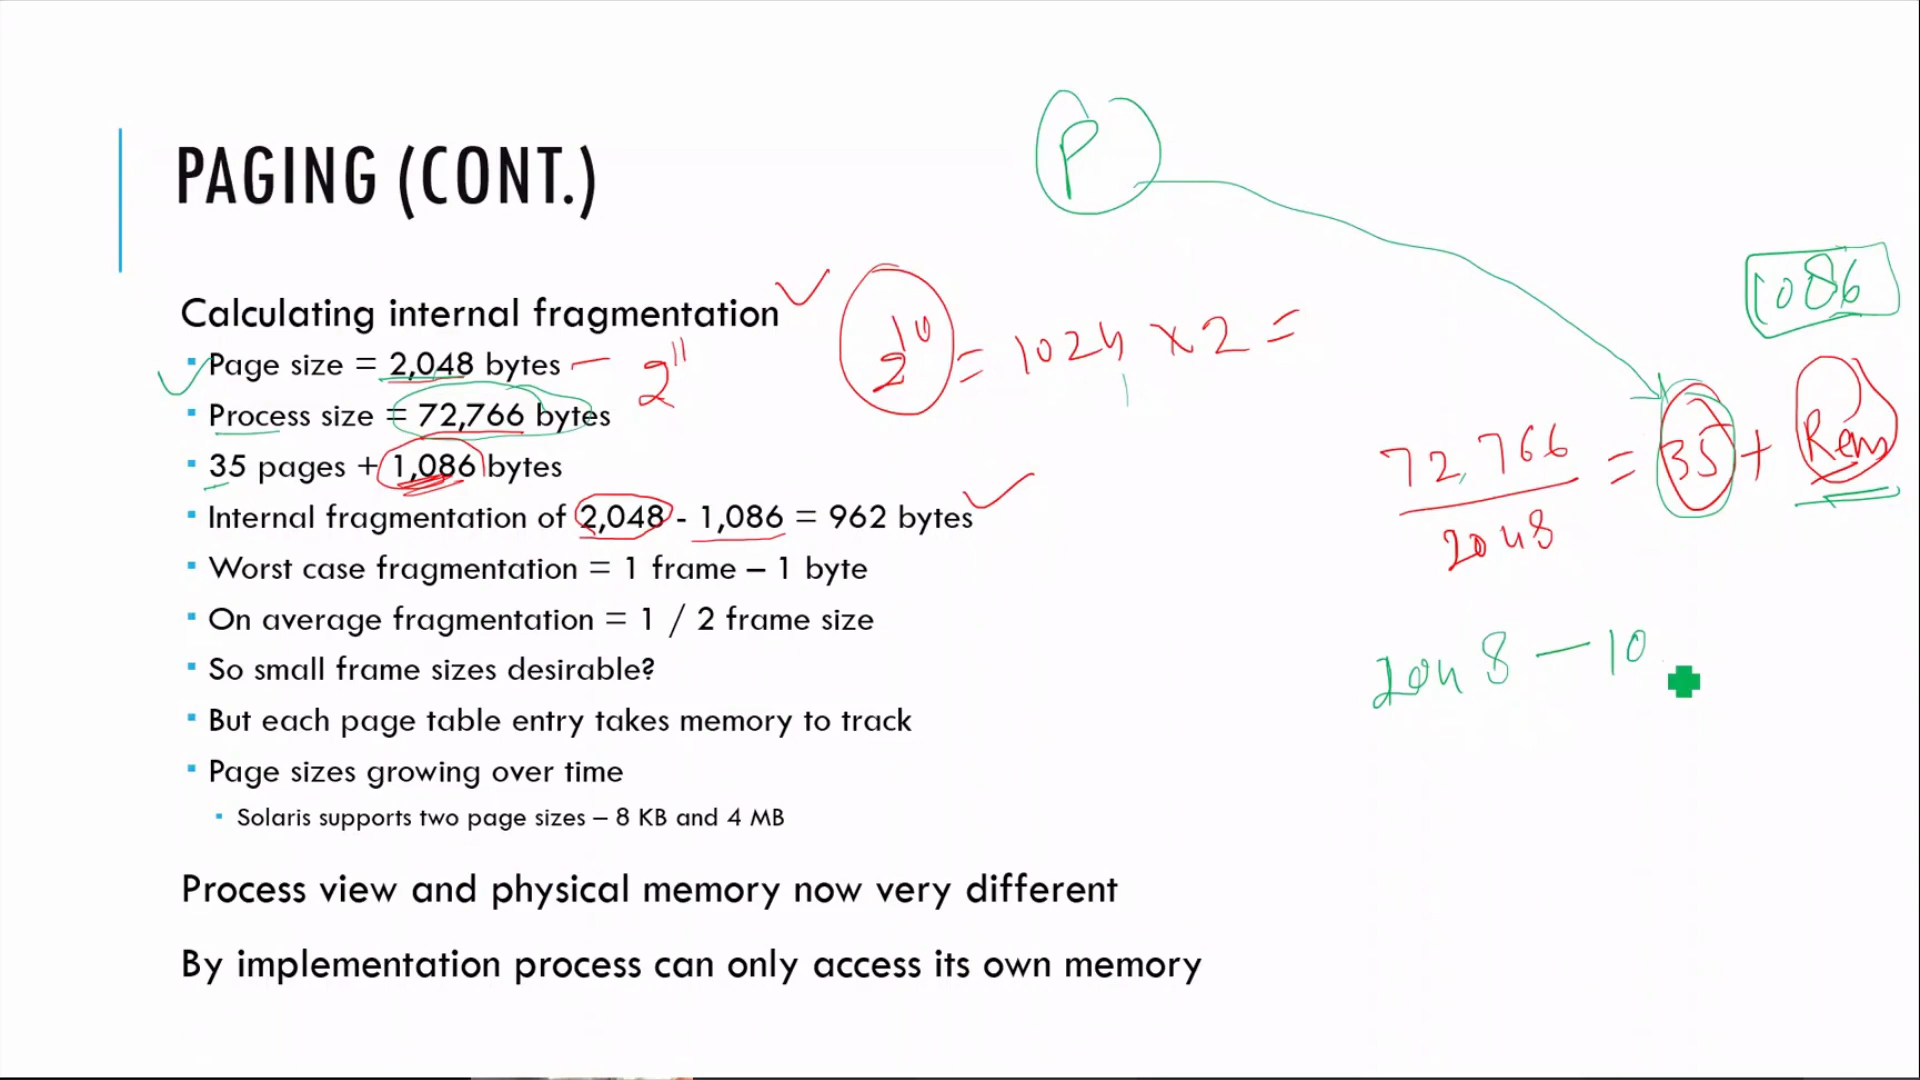 PAGING (CONT.)
P
1086
Calculating internal fragmentation
2^10 = 1024 × 2 =
Page size = 2,048 bytes – 2^11
Process size = 72,766 bytes
35 pages + 1,086 bytes
72,766
2048
= 35 + Rem
Internal fragmentation of 2,048 - 1,086 = 962 bytes
Worst case fragmentation = 1 frame – 1 byte
On average fragmentation = 1 / 2 frame size
2048 – 10
So small frame sizes desirable?
But each page table entry takes memory to track
Page sizes growing over time
Solaris supports two page sizes – 8 KB and 4 MB
Process view and physical memory now very different
By implementation process can only access its own memory